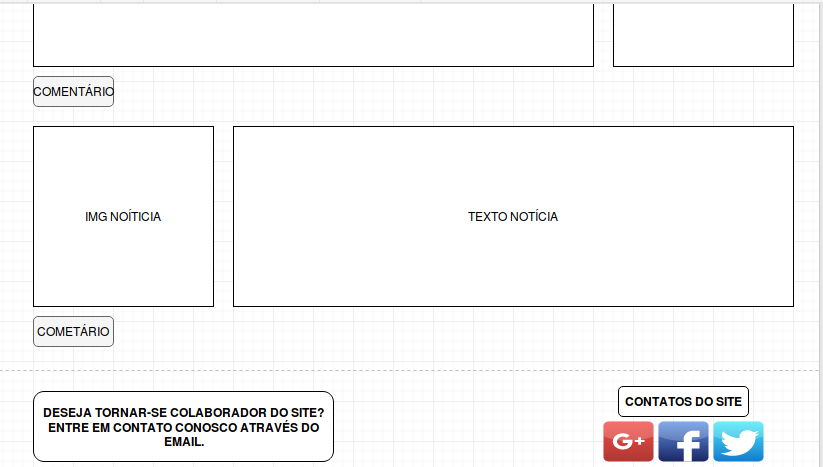 COMENTÁRIO
IMG NOÍTICIA
TEXTO NOTÍCIA
COMETÁRIO
DESEJA TORNAR-SE COLABORADOR DO SITE?
ENTRE EM CONTATO CONOSCO ATRAVÉS DO
EMAIL.
CONTATOS DO SITE
G+
f